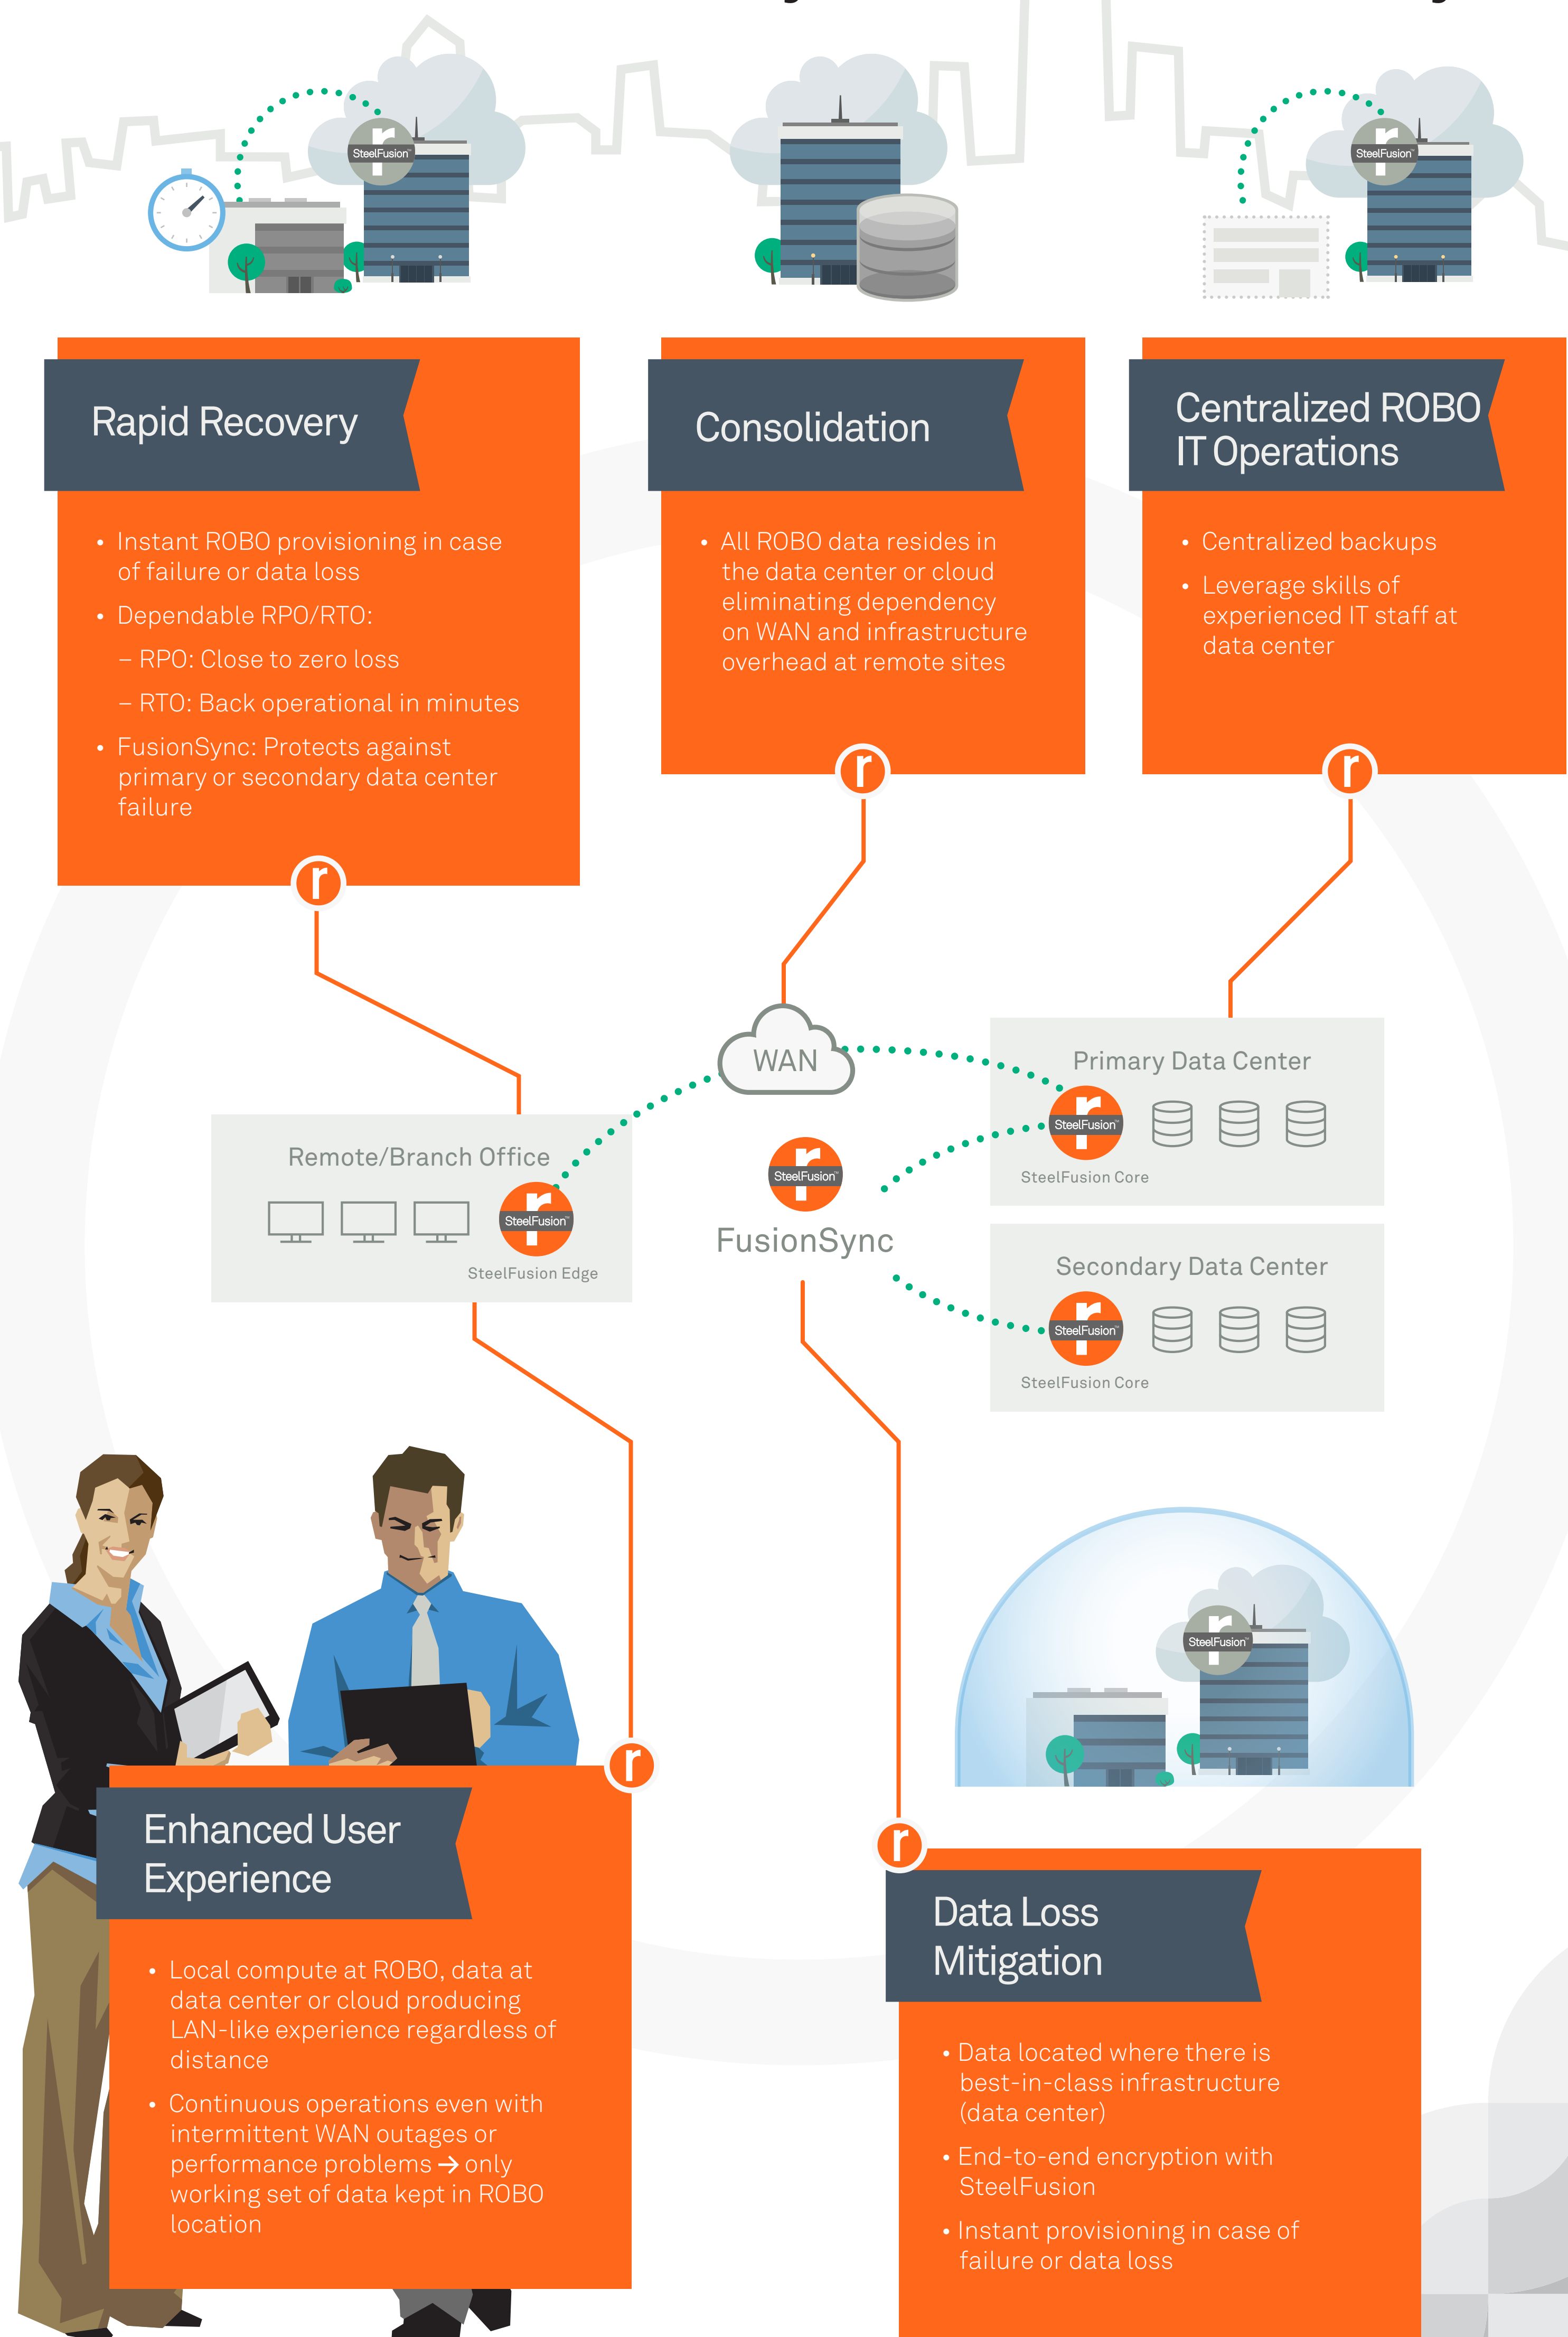 SteelFusion™
SteelFusion™
Rapid Recovery
• Instant ROBO provisioning in case
of failure or data loss
• Dependable RPO/RTO:
– RPO: Close to zero loss
– RTO: Back operational in minutes
• FusionSync: Protects against
primary or secondary data center
failure
r
Consolidation
• All ROBO data resides in
the data center or cloud
eliminating dependency
on WAN and infrastructure
overhead at remote sites
r
Centralized ROBO
IT Operations
• Centralized backups
• Leverage skills of
experienced IT staff at
data center
r
WAN
Primary Data Center
SteelFusion™
SteelFusion Core
Remote/Branch Office
SteelFusion™
SteelFusion Edge
SteelFusion™
FusionSync
Secondary Data Center
SteelFusion™
SteelFusion Core
SteelFusion™
r
Enhanced User
Experience
• Local compute at ROBO, data at
data center or cloud producing
LAN-like experience regardless of
distance
• Continuous operations even with
intermittent WAN outages or
performance problems → only
working set of data kept in ROBO
location
r
Data Loss
Mitigation
• Data located where there is
best-in-class infrastructure
(data center)
• End-to-end encryption with
SteelFusion
• Instant provisioning in case of
failure or data loss